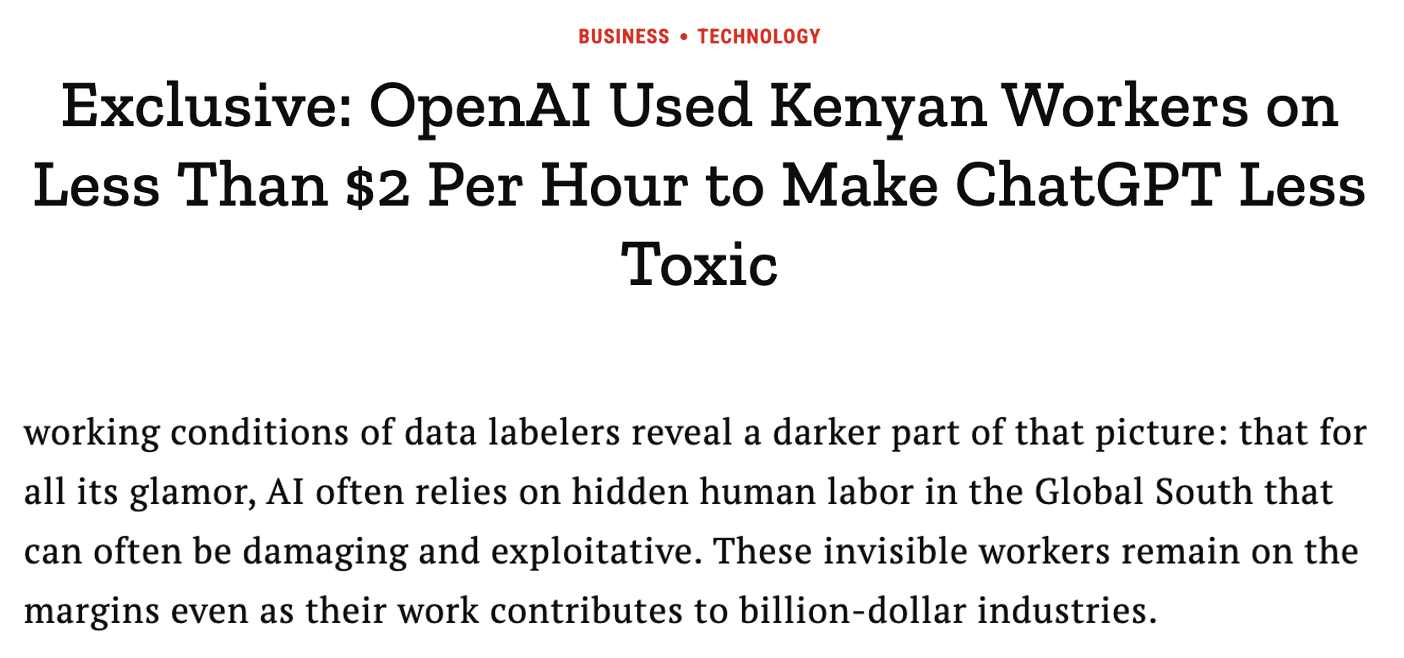 BUSINESS • TECHNOLOGY
Exclusive: OpenAI Used Kenyan Workers on
Less Than $2 Per Hour to Make ChatGPT Less
Toxic
working conditions of data labelers reveal a darker part of that picture: that for
all its glamor, AI often relies on hidden human labor in the Global South that
can often be damaging and exploitative. These invisible workers remain on the
margins even as their work contributes to billion-dollar industries.